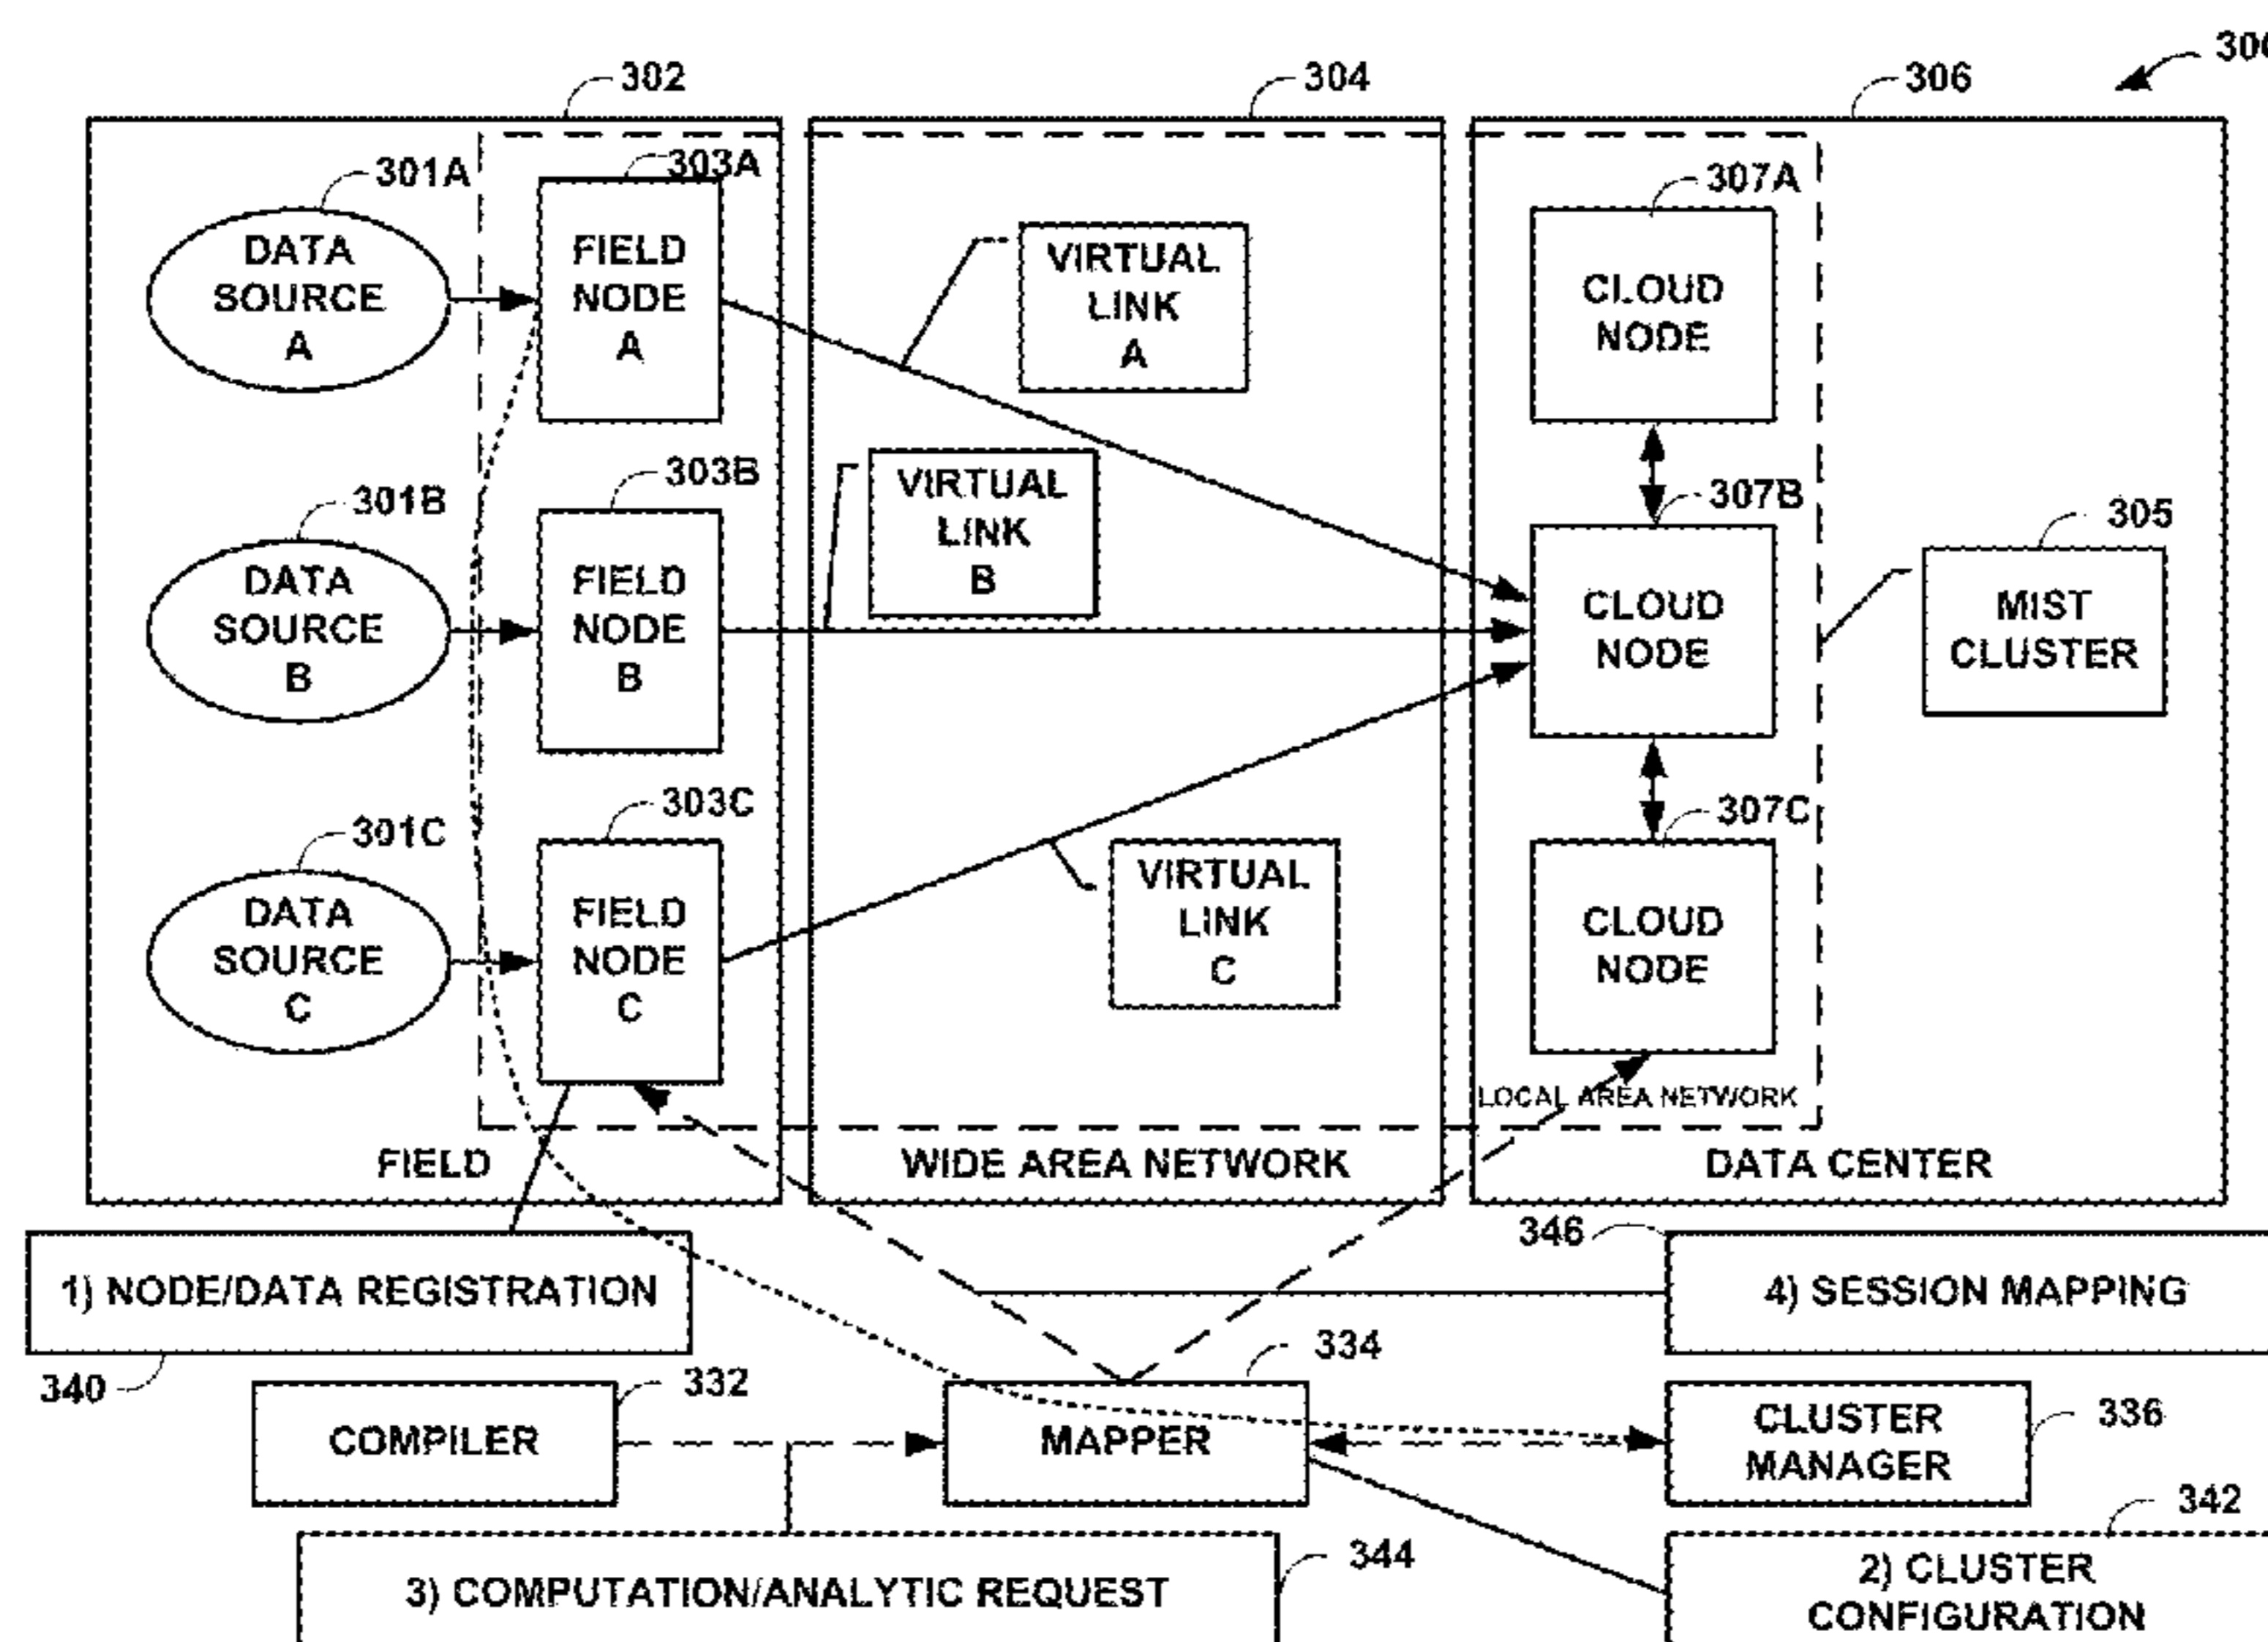 302
304
306
300
301A
303A
307A
DATA
SOURCE
A
FIELD
NODE
A
VIRTUAL
LINK
A
CLOUD
NODE
301B
303B
VIRTUAL
LINK
B
307B
305
DATA
SOURCE
B
FIELD
NODE
B
CLOUD
NODE
MIST
CLUSTER
301C
303C
307C
DATA
SOURCE
C
FIELD
NODE
C
VIRTUAL
LINK
C
CLOUD
NODE
LOCAL AREA NETWORK
FIELD
WIDE AREA NETWORK
DATA CENTER
346
1) NODE/DATA REGISTRATION
4) SESSION MAPPING
340
332
334
COMPILER
MAPPER
CLUSTER
MANAGER
336
342
3) COMPUTATION/ANALYTIC REQUEST
344
2) CLUSTER
CONFIGURATION